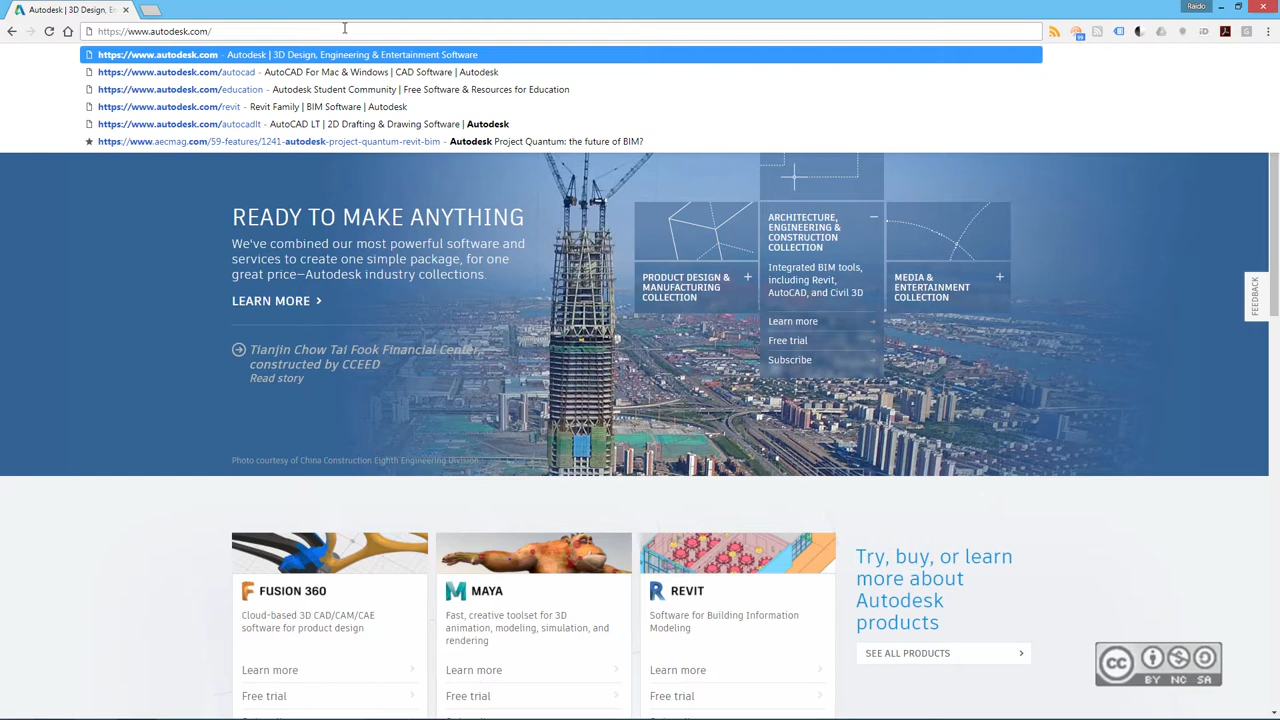 Autodesk | 3D Design, E
Raido
https://www.autodesk.com/
https://www.autodesk.com - Autodesk | 3D Design, Engineering & Entertainment Software
https://www.autodesk.com/autocad - AutoCAD For Mac & Windows | CAD Software | Autodesk
https://www.autodesk.com/education - Autodesk Student Community | Free Software & Resources for Education
https://www.autodesk.com/revit - Revit Family | BIM Software | Autodesk
https://www.autodesk.com/autocadlt - AutoCAD LT | 2D Drafting & Drawing Software | Autodesk
https://www.aecmag.com/59-features/1241-autodesk-project-quantum-revit-bim - Autodesk Project Quantum: the future of BIM?
READY TO MAKE ANYTHING
We've combined our most powerful software and
services to create one simple package, for one
great price—Autodesk industry collections.
LEARN MORE >
Tianjin Chow Tai Fook Financial Center,
constructed by CCEED
Read story
Photo courtesy of China Construction Eighth Engineering Division
PRODUCT DESIGN &
MANUFACTURING
COLLECTION
ARCHITECTURE,
ENGINEERING &
CONSTRUCTION
COLLECTION
Integrated BIM tools,
including Revit,
AutoCAD, and Civil 3D
Learn more
Free trial
Subscribe
MEDIA &
ENTERTAINMENT
COLLECTION
FEEDBACK
FUSION 360
Cloud-based 3D CAD/CAM/CAE
software for product design
Learn more
Free trial
MAYA
Fast, creative toolset for 3D
animation, modeling, simulation, and
rendering
Learn more
Free trial
REVIT
Software for Building Information
Modeling
Learn more
Free trial
Try, buy, or learn
more about
Autodesk
products
SEE ALL PRODUCTS
cc
BY NC SA